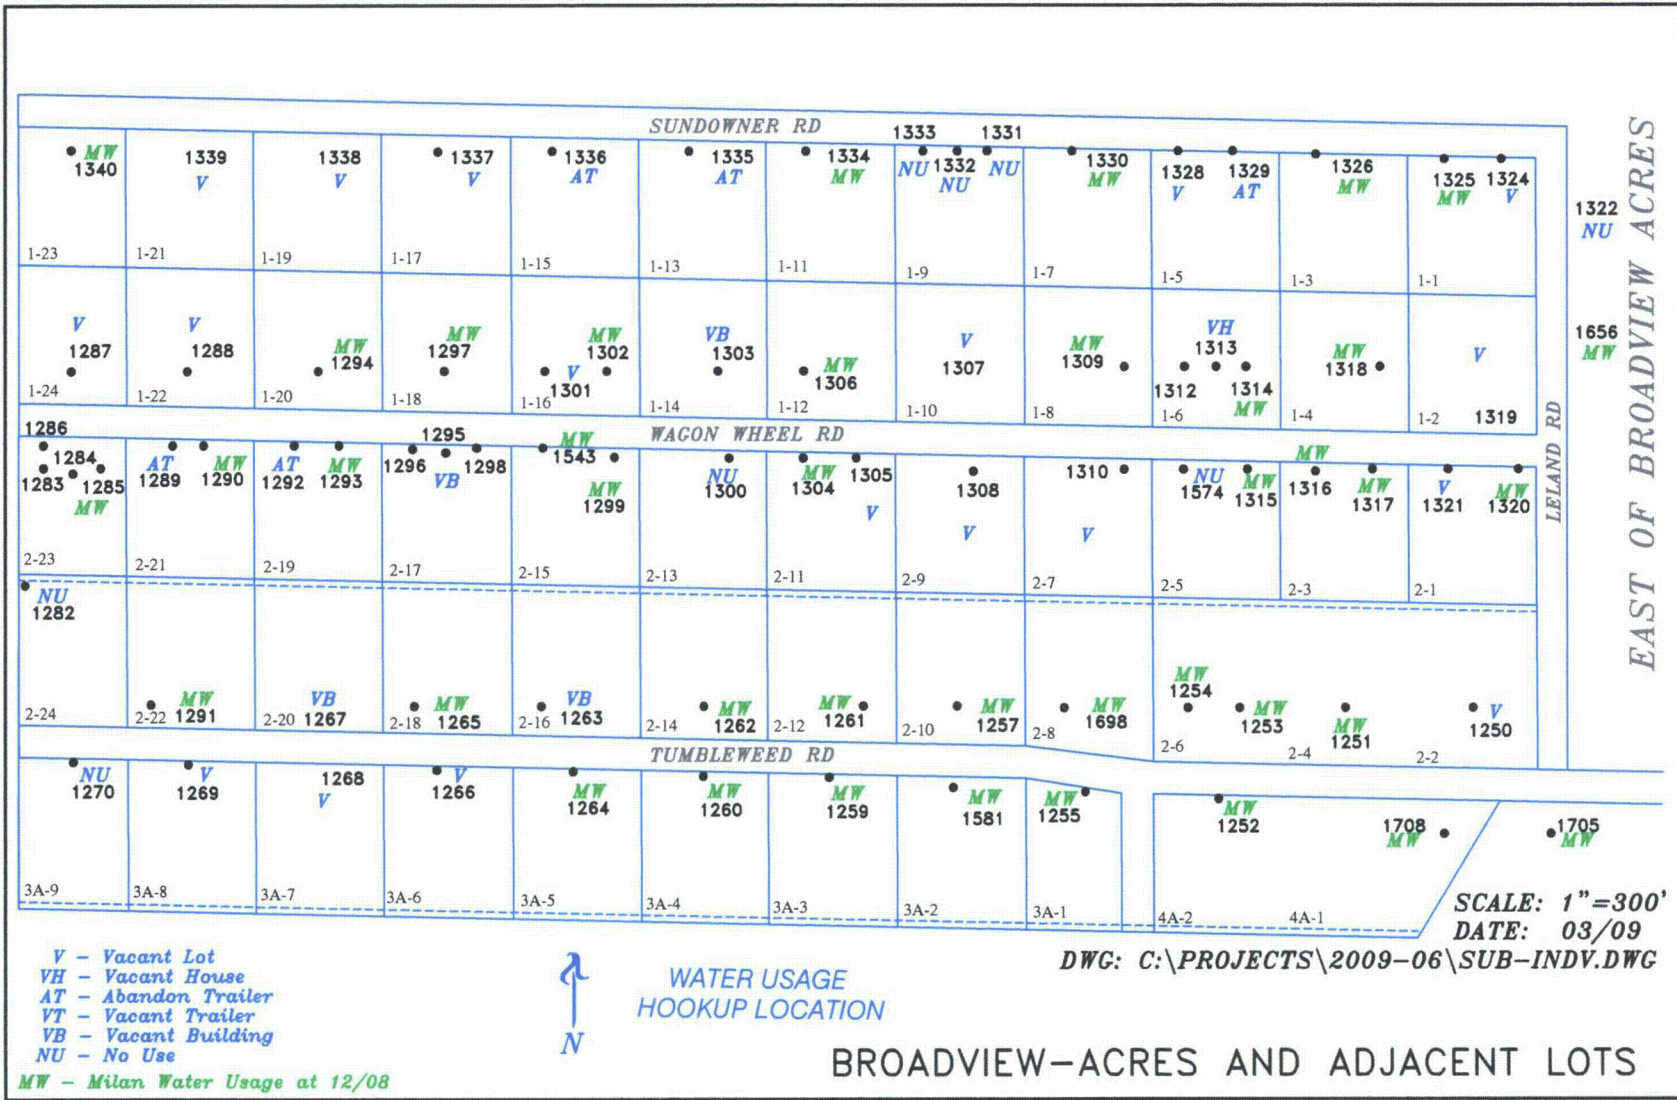 SUNDOWNER RD
1333 1331
MW 1340
1339 V
1338 V
1337 V
1336 AT
1335 AT
1334 MW
NU 1332 NU NU
1330 MW
1328 V
1329 AT
1326 MW
1325 MW
1324 V
1322 NU
1-23 1-21 1-19 1-17 1-15 1-13 1-11 1-9 1-7 1-5 1-3 1-1
V 1287
V 1288
MW 1294
MW 1297
V 1301
MW 1302
VB 1303
MW 1306
V 1307
MW 1309
1312
VH 1313
1314 MW
MW 1318
V 1319
1656 MW
1-24 1-22 1-20 1-18 1-16 1-14 1-12 1-10 1-8 1-6 1-4 1-2
WAGON WHEEL RD
LELAND RD
EAST OF BROADVIEW ACRES
1286
1284
1283 1285 MW
AT 1289
MW 1290
AT 1292
MW 1293
1295
1296 1298
VB
MW 1543
MW 1299
NU 1300
MW 1304
1305 V
1308 V
1310 V
NU 1574
MW 1315
MW 1316
MW 1317
V 1321
MW 1320
2-23 2-21 2-19 2-17 2-15 2-13 2-11 2-9 2-7 2-5 2-3 2-1
NU 1282
MW 1291
VB 1267
MW 1265
VB 1263
MW 1262
MW 1261
MW 1257
MW 1698
MW 1254
MW 1253
MW 1251
V 1250
2-24 2-22 2-20 2-18 2-16 2-14 2-12 2-10 2-8 2-6 2-4 2-2
TUMBLEWEED RD
NU 1270
V 1269
1268 V
V 1266
MW 1264
MW 1260
MW 1259
MW 1581
MW 1255
MW 1252
1708 MW
1705 MW
3A-9 3A-8 3A-7 3A-6 3A-5 3A-4 3A-3 3A-2 3A-1 4A-2 4A-1
SCALE: 1"=300'
DATE: 03/09
DWG: C:\PROJECTS\2009-06\SUB-INDV.DWG
V - Vacant Lot
VH - Vacant House
AT - Abandon Trailer
VT - Vacant Trailer
VB - Vacant Building
NU - No Use
MW - Milan Water Usage at 12/08
N
WATER USAGE
HOOKUP LOCATION
BROADVIEW-ACRES AND ADJACENT LOTS